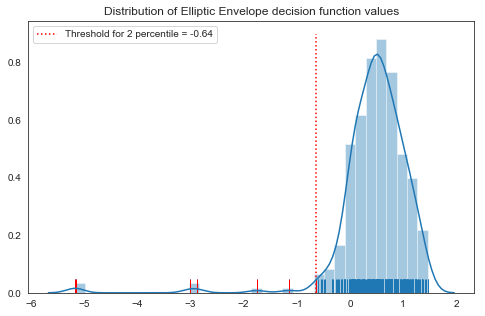 Distribution of Elliptic Envelope decision function values
Threshold for 2 percentile = -0.64
0.8
0.6
0.4
0.2
0.0
−6 −5 −4 −3 −2 −1 0 1 2